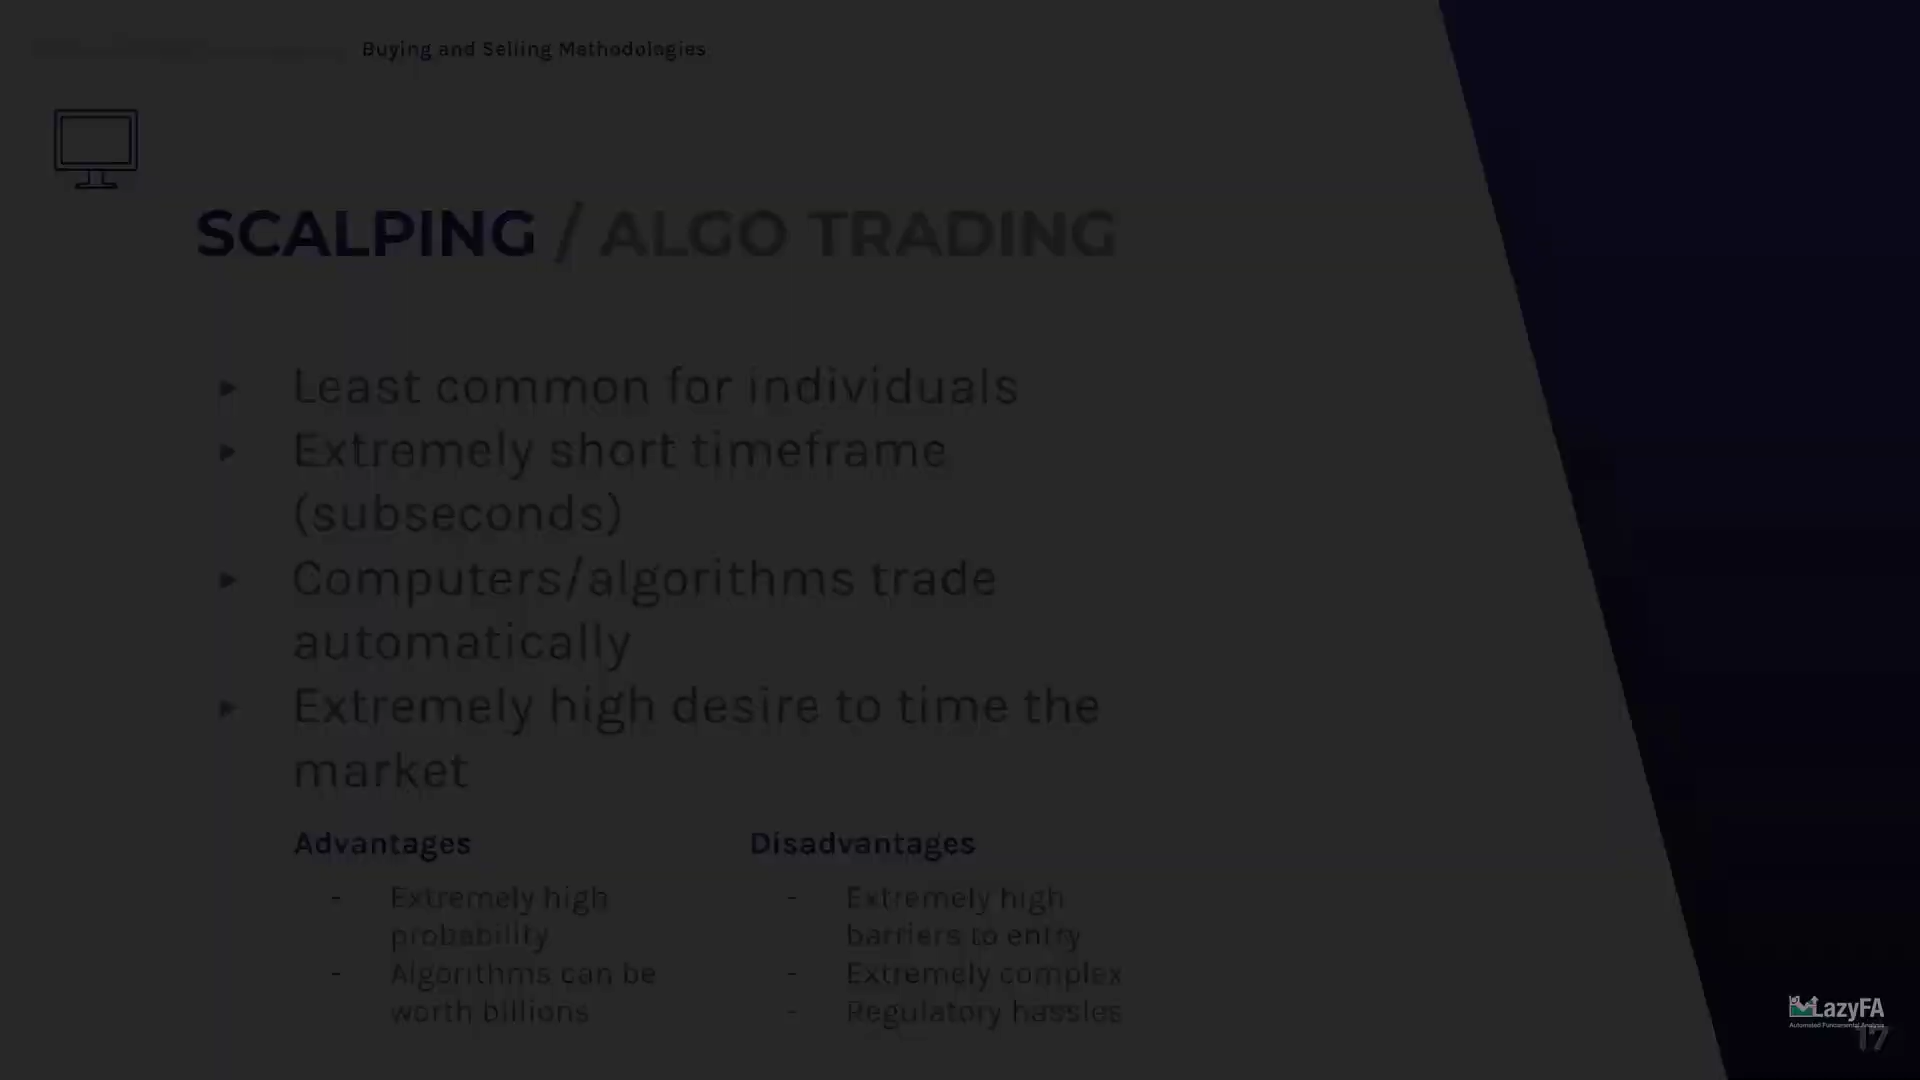 Buying and Selling Methodologies
SCALPING / ALGO TRADING
▸ Least common for individuals
▸ Extremely short timeframe
(subseconds)
▸ Computers/algorithms trade
automatically
▸ Extremely high desire to time the
market
Advantages
- Extremely high
probability
- Algorithms can be
worth billions
Disadvantages
- Extremely high
barriers to entry
- Extremely complex
- Regulatory hassles
LazyFA
Automated Fundamental Analysis
17